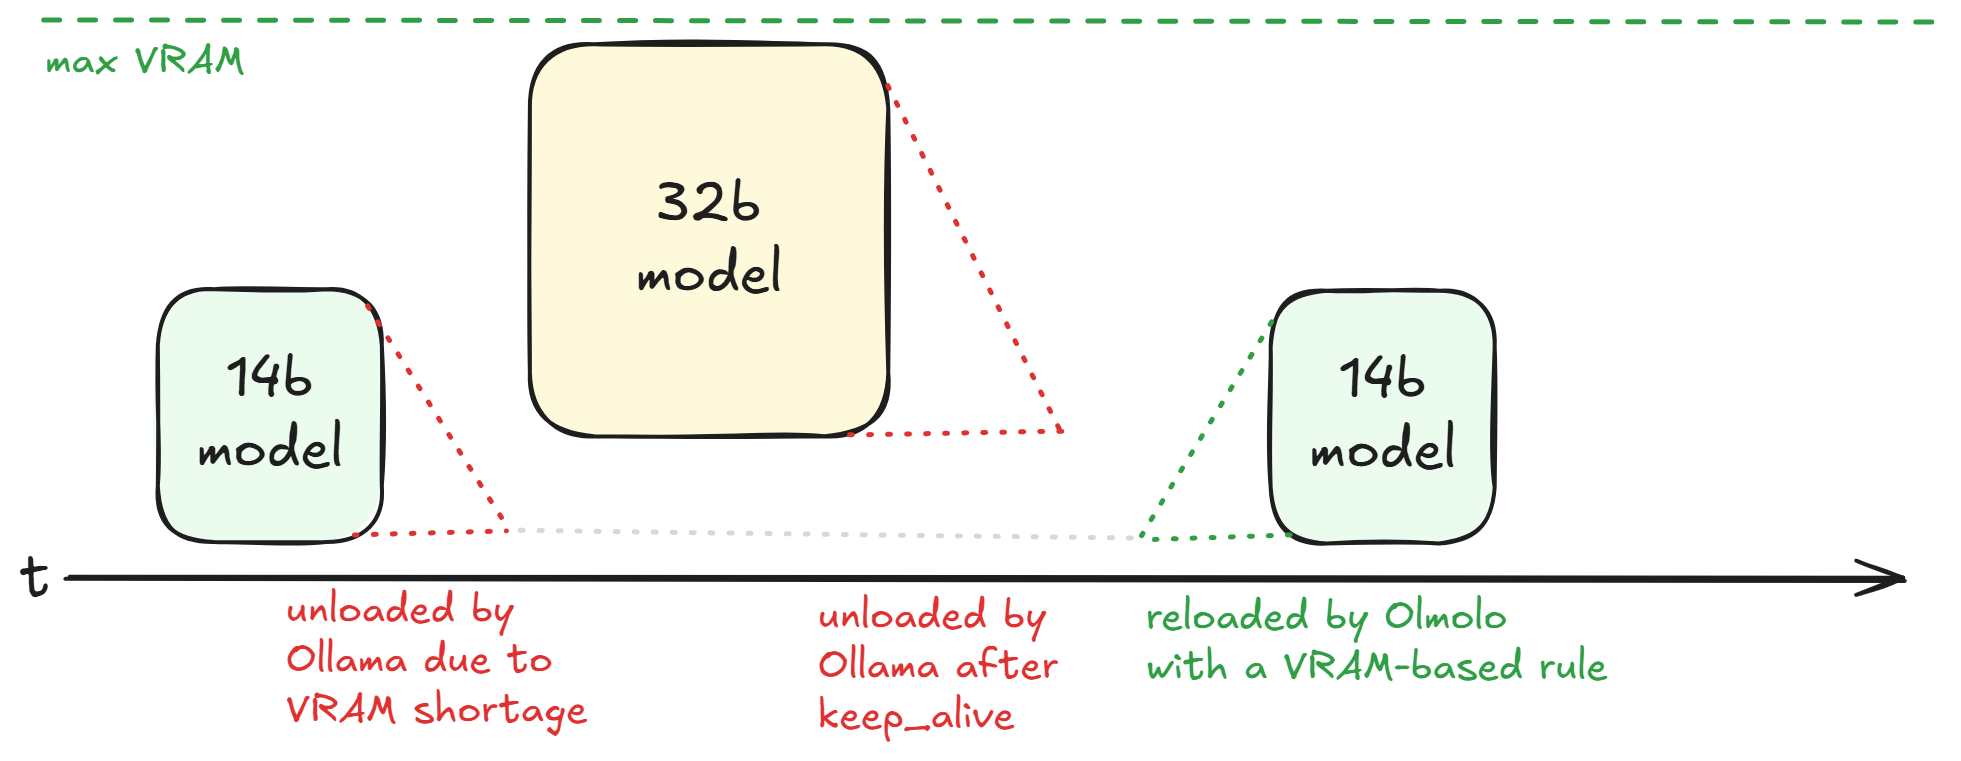 max VRAM
32b
model
14b
model
14b
model
t
unloaded by
Ollama due to
VRAM shortage
unloaded by
Ollama after
keep_alive
reloaded by Olmolo
with a VRAM-based rule